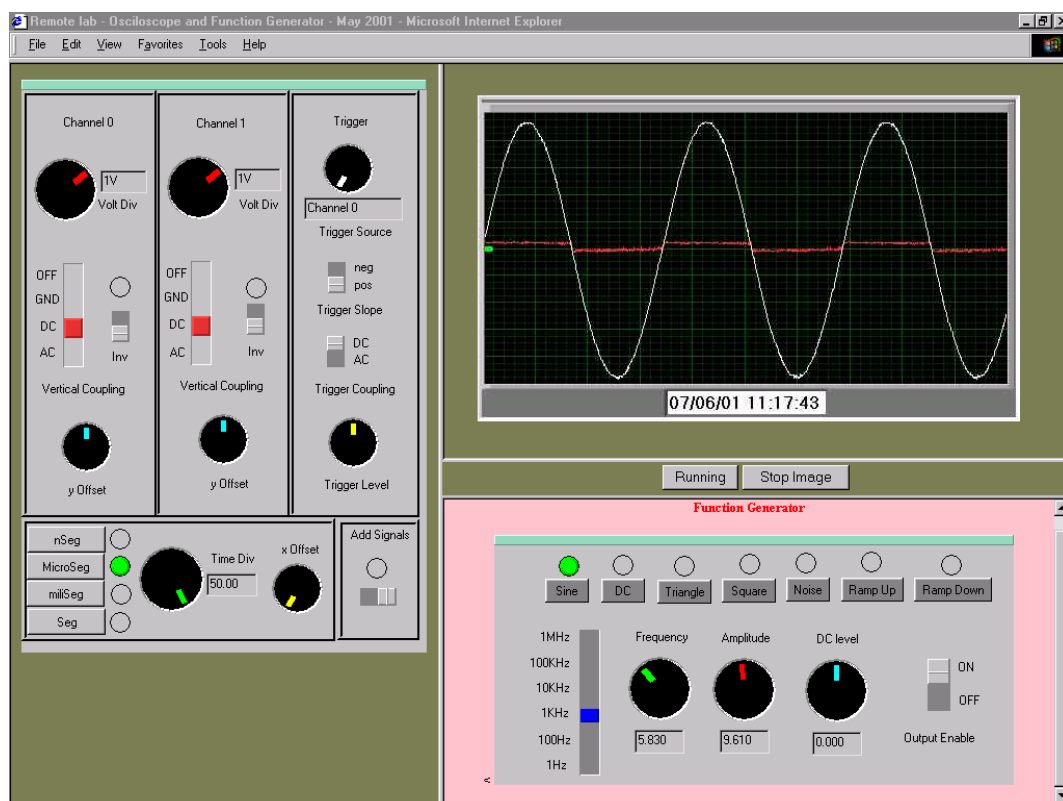 Remote lab - Osciloscope and Function Generator - May 2001 - Microsoft Internet Explorer
File Edit View Favorites Tools Help
Channel 0
1V
Volt Div
OFF
GND
DC
AC
Inv
Vertical Coupling
y Offset
Channel 1
1V
Volt Div
OFF
GND
DC
AC
Inv
Vertical Coupling
y Offset
Trigger
Channel 0
Trigger Source
neg
pos
Trigger Slope
DC
AC
Trigger Coupling
Trigger Level
nSeg
MicroSeg
miliSeg
Seg
Time Div
50.00
x Offset
Add Signals
07/06/01 11:17:43
Running Stop Image
Function Generator
Sine DC Triangle Square Noise Ramp Up Ramp Down
1MHz
100KHz
10KHz
1KHz
100Hz
1Hz
Frequency
5.830
Amplitude
9.610
DC level
0.000
ON
OFF
Output Enable